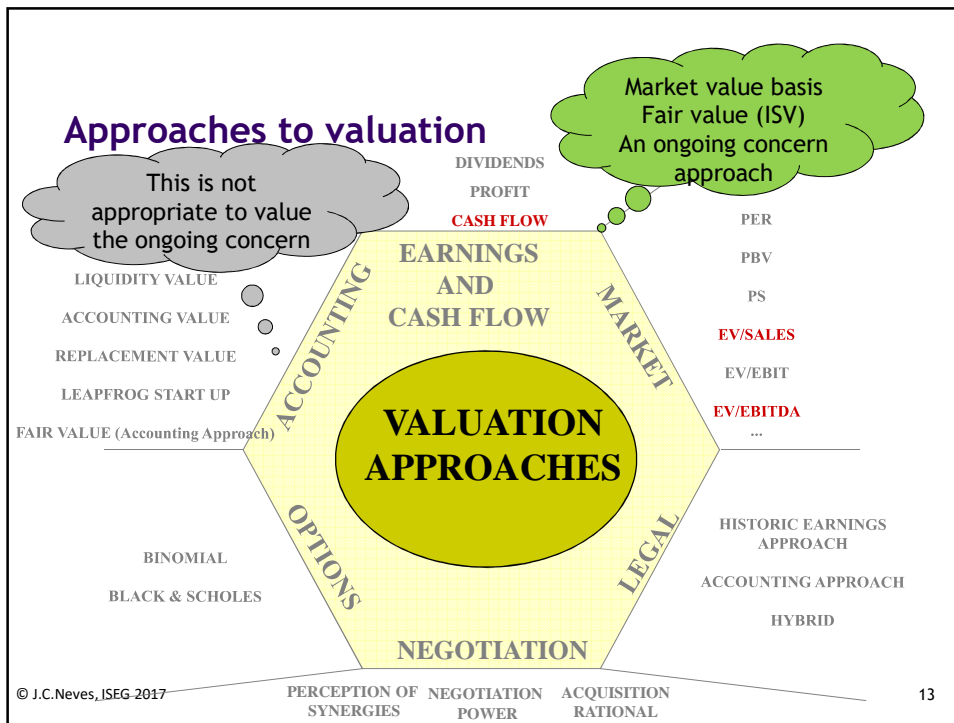 Approaches to valuation
Market value basis
Fair value (ISV)
An ongoing concern
approach
This is not
appropriate to value
the ongoing concern
DIVIDENDS
PROFIT
CASH FLOW
LIQUIDITY VALUE
ACCOUNTING VALUE
REPLACEMENT VALUE
LEAPFROG START UP
FAIR VALUE (Accounting Approach)
ACCOUNTING
EARNINGS
AND
CASH FLOW
MARKET
PER
PBV
PS
EV/SALES
EV/EBIT
EV/EBITDA
...
VALUATION
APPROACHES
OPTIONS
BINOMIAL
BLACK & SCHOLES
LEGAL
HISTORIC EARNINGS
APPROACH
ACCOUNTING APPROACH
HYBRID
NEGOTIATION
PERCEPTION OF
SYNERGIES
NEGOTIATION
POWER
ACQUISITION
RATIONAL
© J.C.Neves, ISEG 2017
13